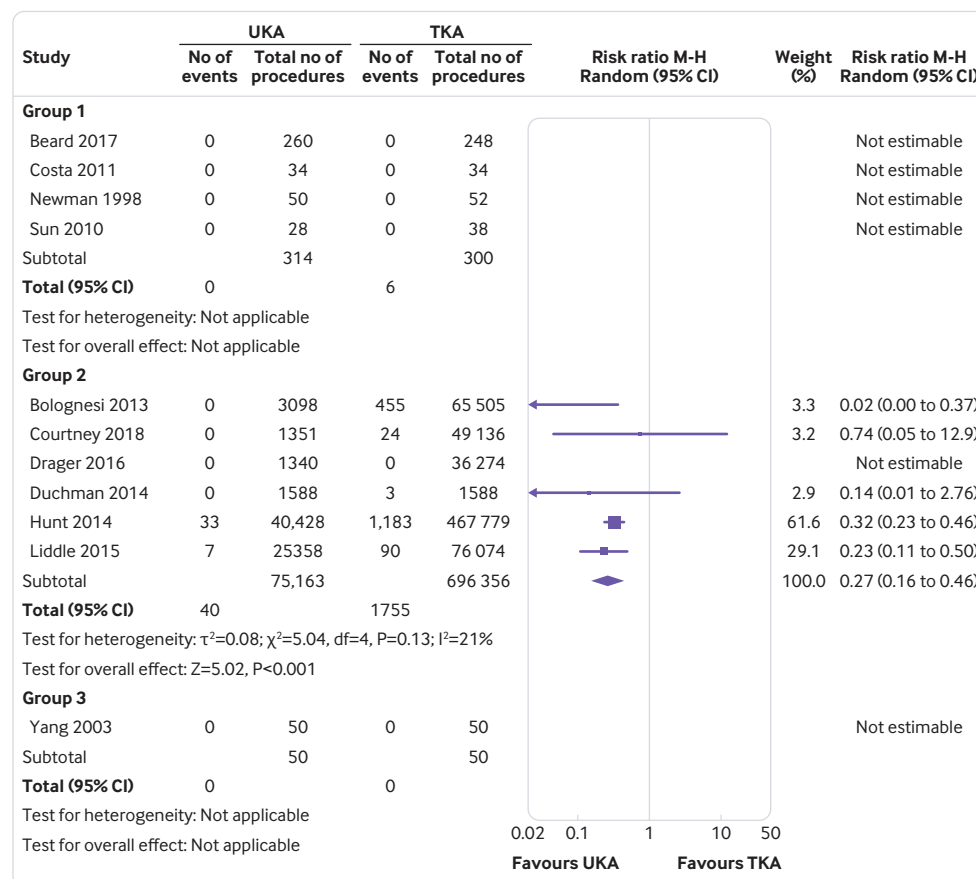 UKA TKA
Study No of events Total no of procedures No of events Total no of procedures Risk ratio M-H Random (95% CI) Weight (%) Risk ratio M-H Random (95% CI)
Group 1
Beard 2017 0 260 0 248 Not estimable
Costa 2011 0 34 0 34 Not estimable
Newman 1998 0 50 0 52 Not estimable
Sun 2010 0 28 0 38 Not estimable
Subtotal 314 300
Total (95% CI) 0 6
Test for heterogeneity: Not applicable
Test for overall effect: Not applicable
Group 2
Bolognesi 2013 0 3098 455 65 505 3.3 0.02 (0.00 to 0.37)
Courtney 2018 0 1351 24 49 136 3.2 0.74 (0.05 to 12.9)
Drager 2016 0 1340 0 36 274 Not estimable
Duchman 2014 0 1588 3 1588 2.9 0.14 (0.01 to 2.76)
Hunt 2014 33 40,428 1,183 467 779 61.6 0.32 (0.23 to 0.46)
Liddle 2015 7 25358 90 76 074 29.1 0.23 (0.11 to 0.50)
Subtotal 75,163 696 356 100.0 0.27 (0.16 to 0.46)
Total (95% CI) 40 1755
Test for heterogeneity: τ²=0.08; χ²=5.04, df=4, P=0.13; I²=21%
Test for overall effect: Z=5.02, P<0.001
Group 3
Yang 2003 0 50 0 50 Not estimable
Subtotal 50 50
Total (95% CI) 0 0
Test for heterogeneity: Not applicable
Test for overall effect: Not applicable
0.02 0.1 1 10 50
Favours UKA Favours TKA